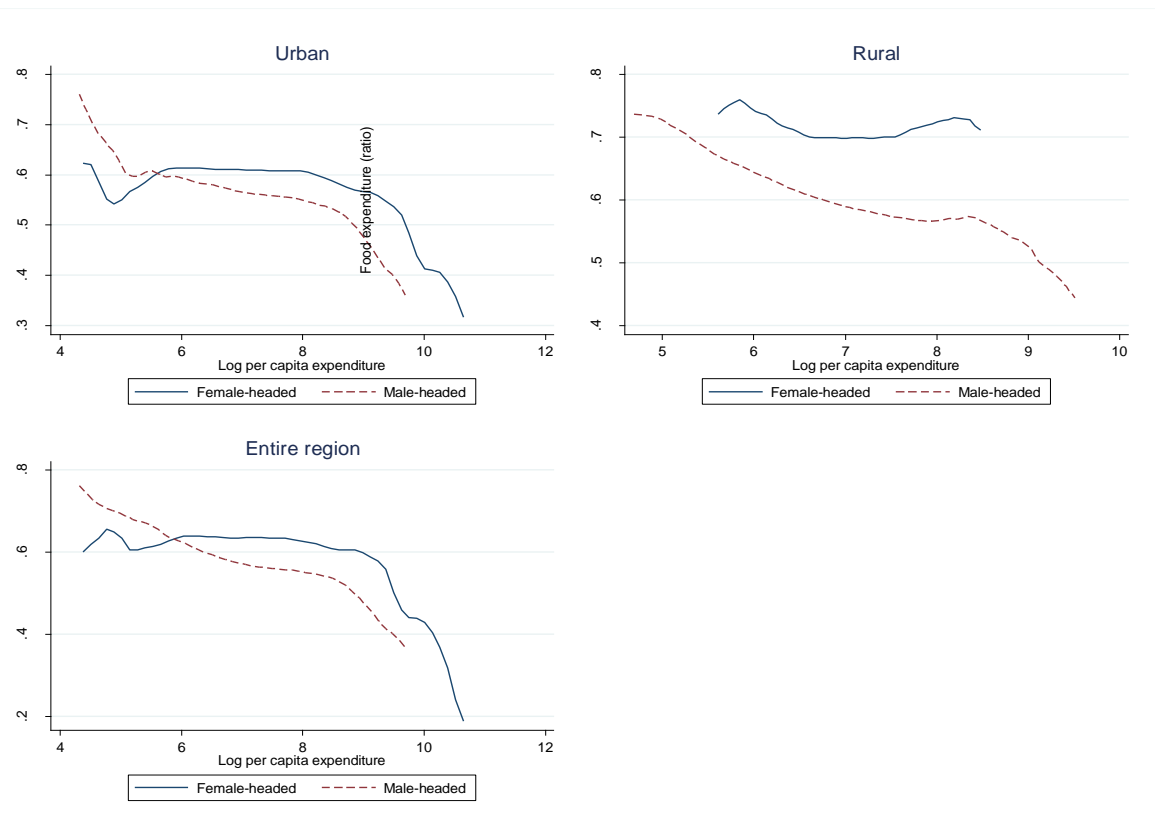 Urban
.8
.7
.6
.5
.4
.3
Food expenditure (ratio)
4 6 8 10 12
Log per capita expenditure
Female-headed Male-headed
Rural
.8
.7
.6
.5
.4
5 6 7 8 9 10
Log per capita expenditure
Female-headed Male-headed
Entire region
.8
.6
.4
.2
4 6 8 10 12
Log per capita expenditure
Female-headed Male-headed